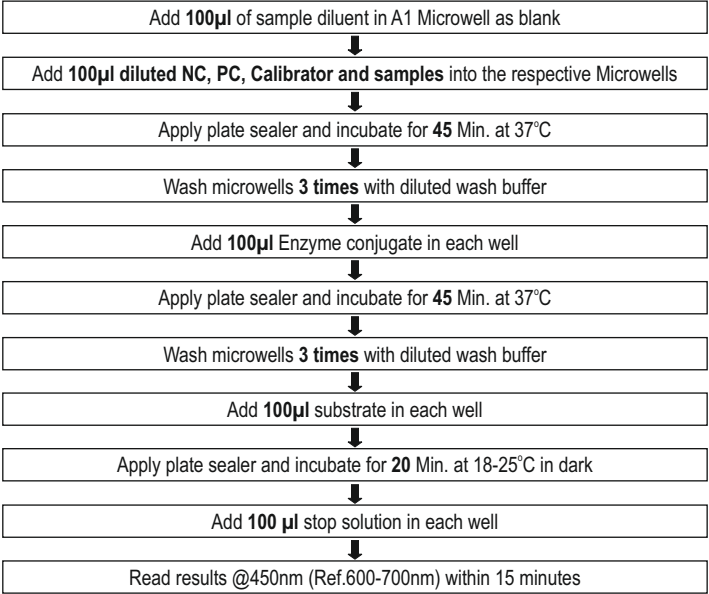 Add 100µl of sample diluent in A1 Microwell as blank
Add 100µl diluted NC, PC, Calibrator and samples into the respective Microwells
Apply plate sealer and incubate for 45 Min. at 37°C
Wash microwells 3 times with diluted wash buffer
Add 100µl Enzyme conjugate in each well
Apply plate sealer and incubate for 45 Min. at 37°C
Wash microwells 3 times with diluted wash buffer
Add 100µl substrate in each well
Apply plate sealer and incubate for 20 Min. at 18-25°C in dark
Add 100 µl stop solution in each well
Read results @450nm (Ref.600-700nm) within 15 minutes